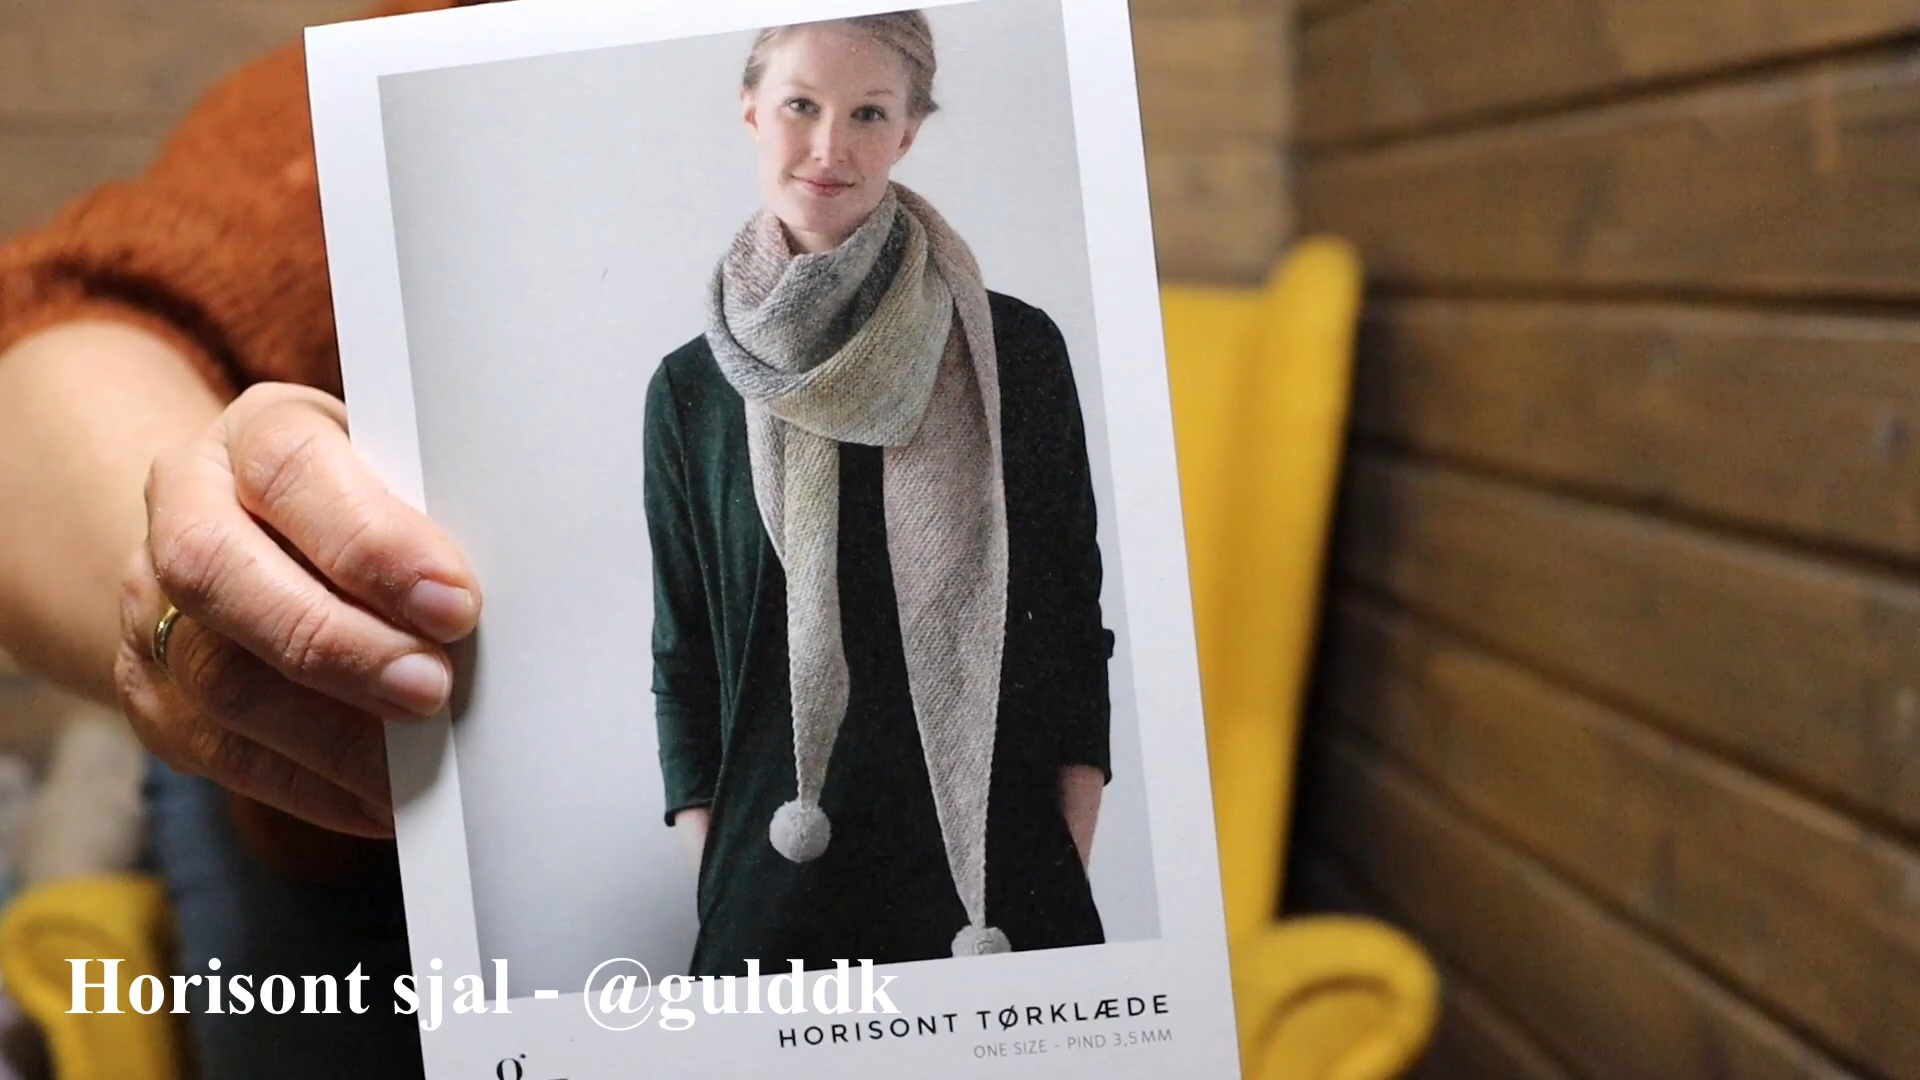 Horisont sjal - @gulddk
HORISONT TØRKLÆDE
ONE SIZE - PIND 3,5 MM